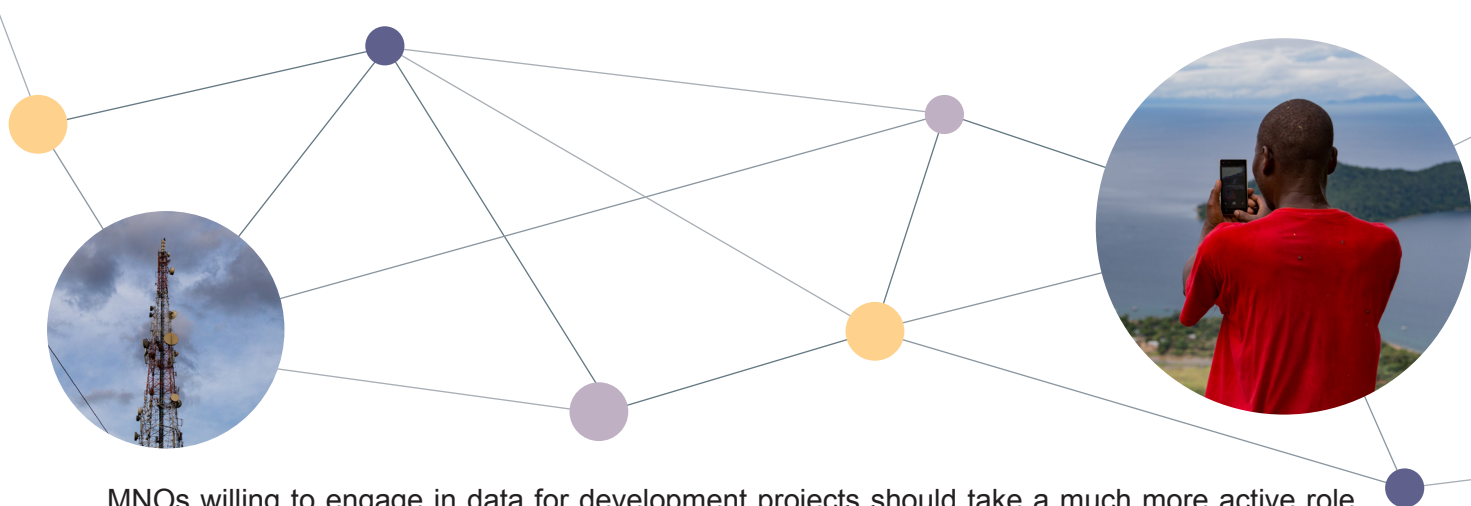 MNOs willing to engage in data for development projects should take a much more active role